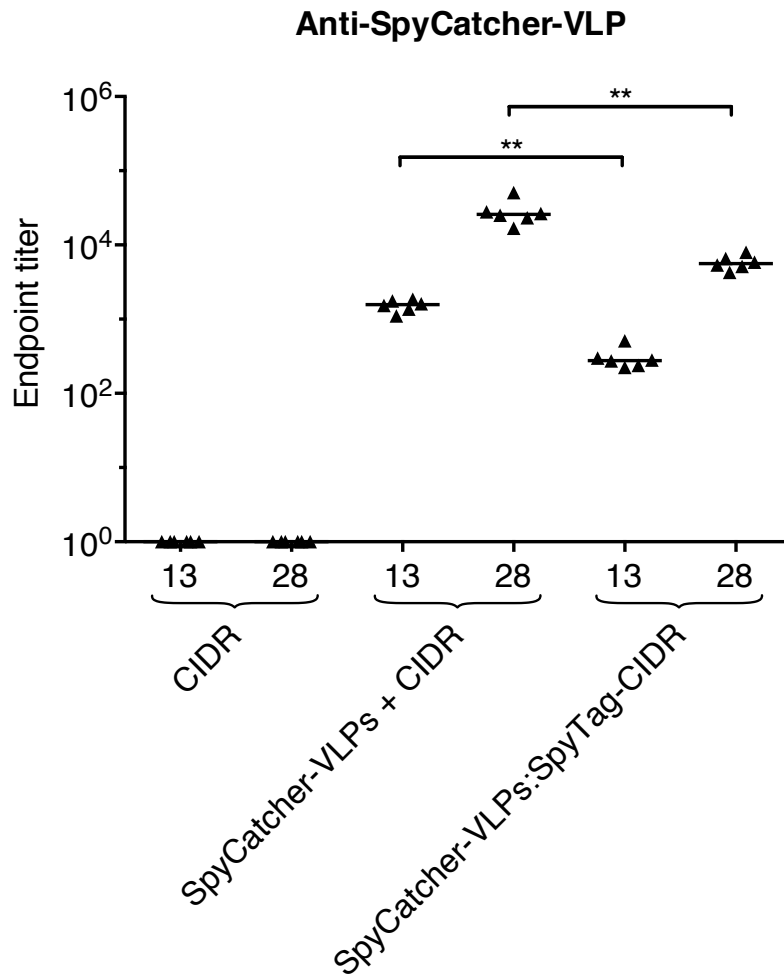 Anti-SpyCatcher-VLP
10⁶
**
**
10⁴
Endpoint titer
10²
10⁰
13 28 13 28 13 28
CIDR
SpyCatcher-VLPs + CIDR
SpyCatcher-VLPs:SpyTag-CIDR